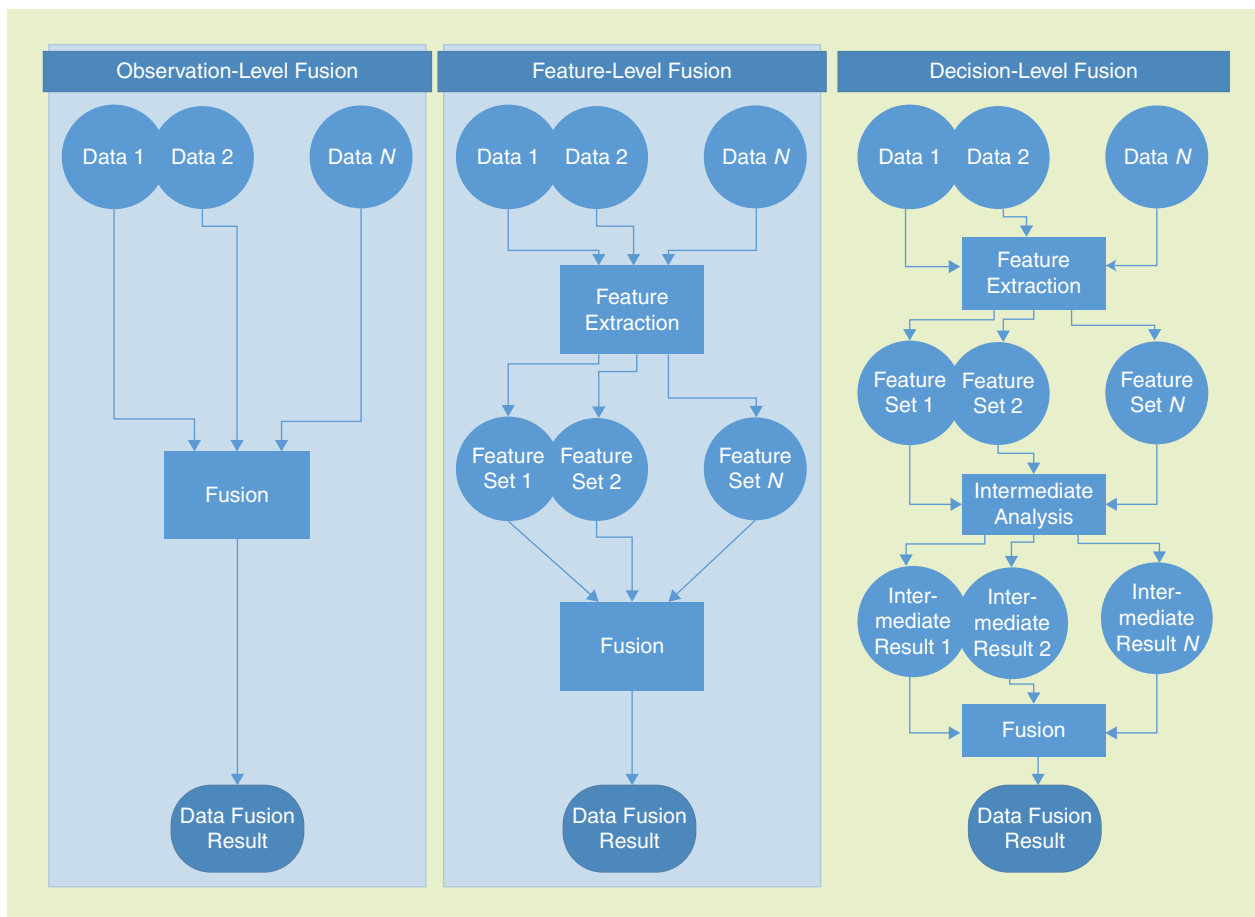 Observation-Level Fusion
Data 1
Data 2
Data N
Fusion
Data Fusion
Result
Feature-Level Fusion
Data 1
Data 2
Data N
Feature
Extraction
Feature
Set 1
Feature
Set 2
Feature
Set N
Fusion
Data Fusion
Result
Decision-Level Fusion
Data 1
Data 2
Data N
Feature
Extraction
Feature
Set 1
Feature
Set 2
Feature
Set N
Intermediate
Analysis
Inter-
mediate
Result 1
Inter-
mediate
Result 2
Inter-
mediate
Result N
Fusion
Data Fusion
Result